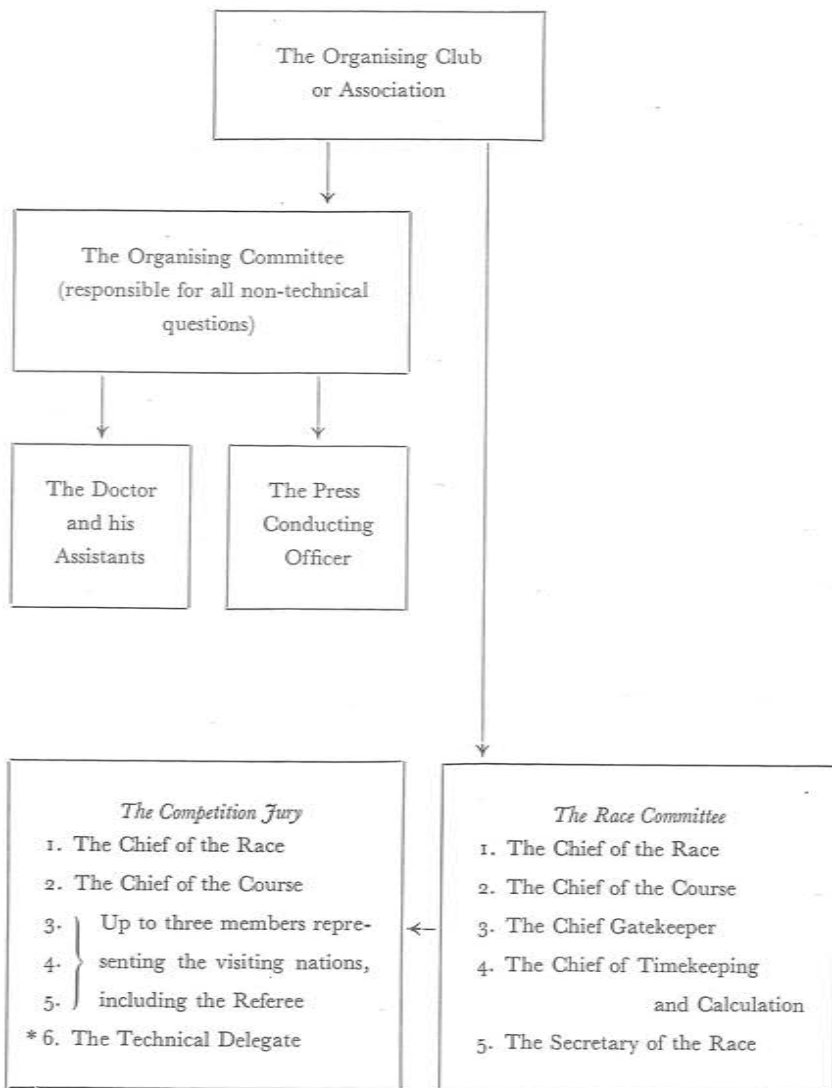 The Organising Club
or Association
The Organising Committee
(responsible for all non-technical
questions)
The Doctor
and his
Assistants
The Press
Conducting
Officer
The Competition Jury
1. The Chief of the Race
2. The Chief of the Course
3. Up to three members repre-
4. senting the visiting nations,
5. including the Referee
*6. The Technical Delegate
The Race Committee
1. The Chief of the Race
2. The Chief of the Course
3. The Chief Gatekeeper
4. The Chief of Timekeeping
and Calculation
5. The Secretary of the Race